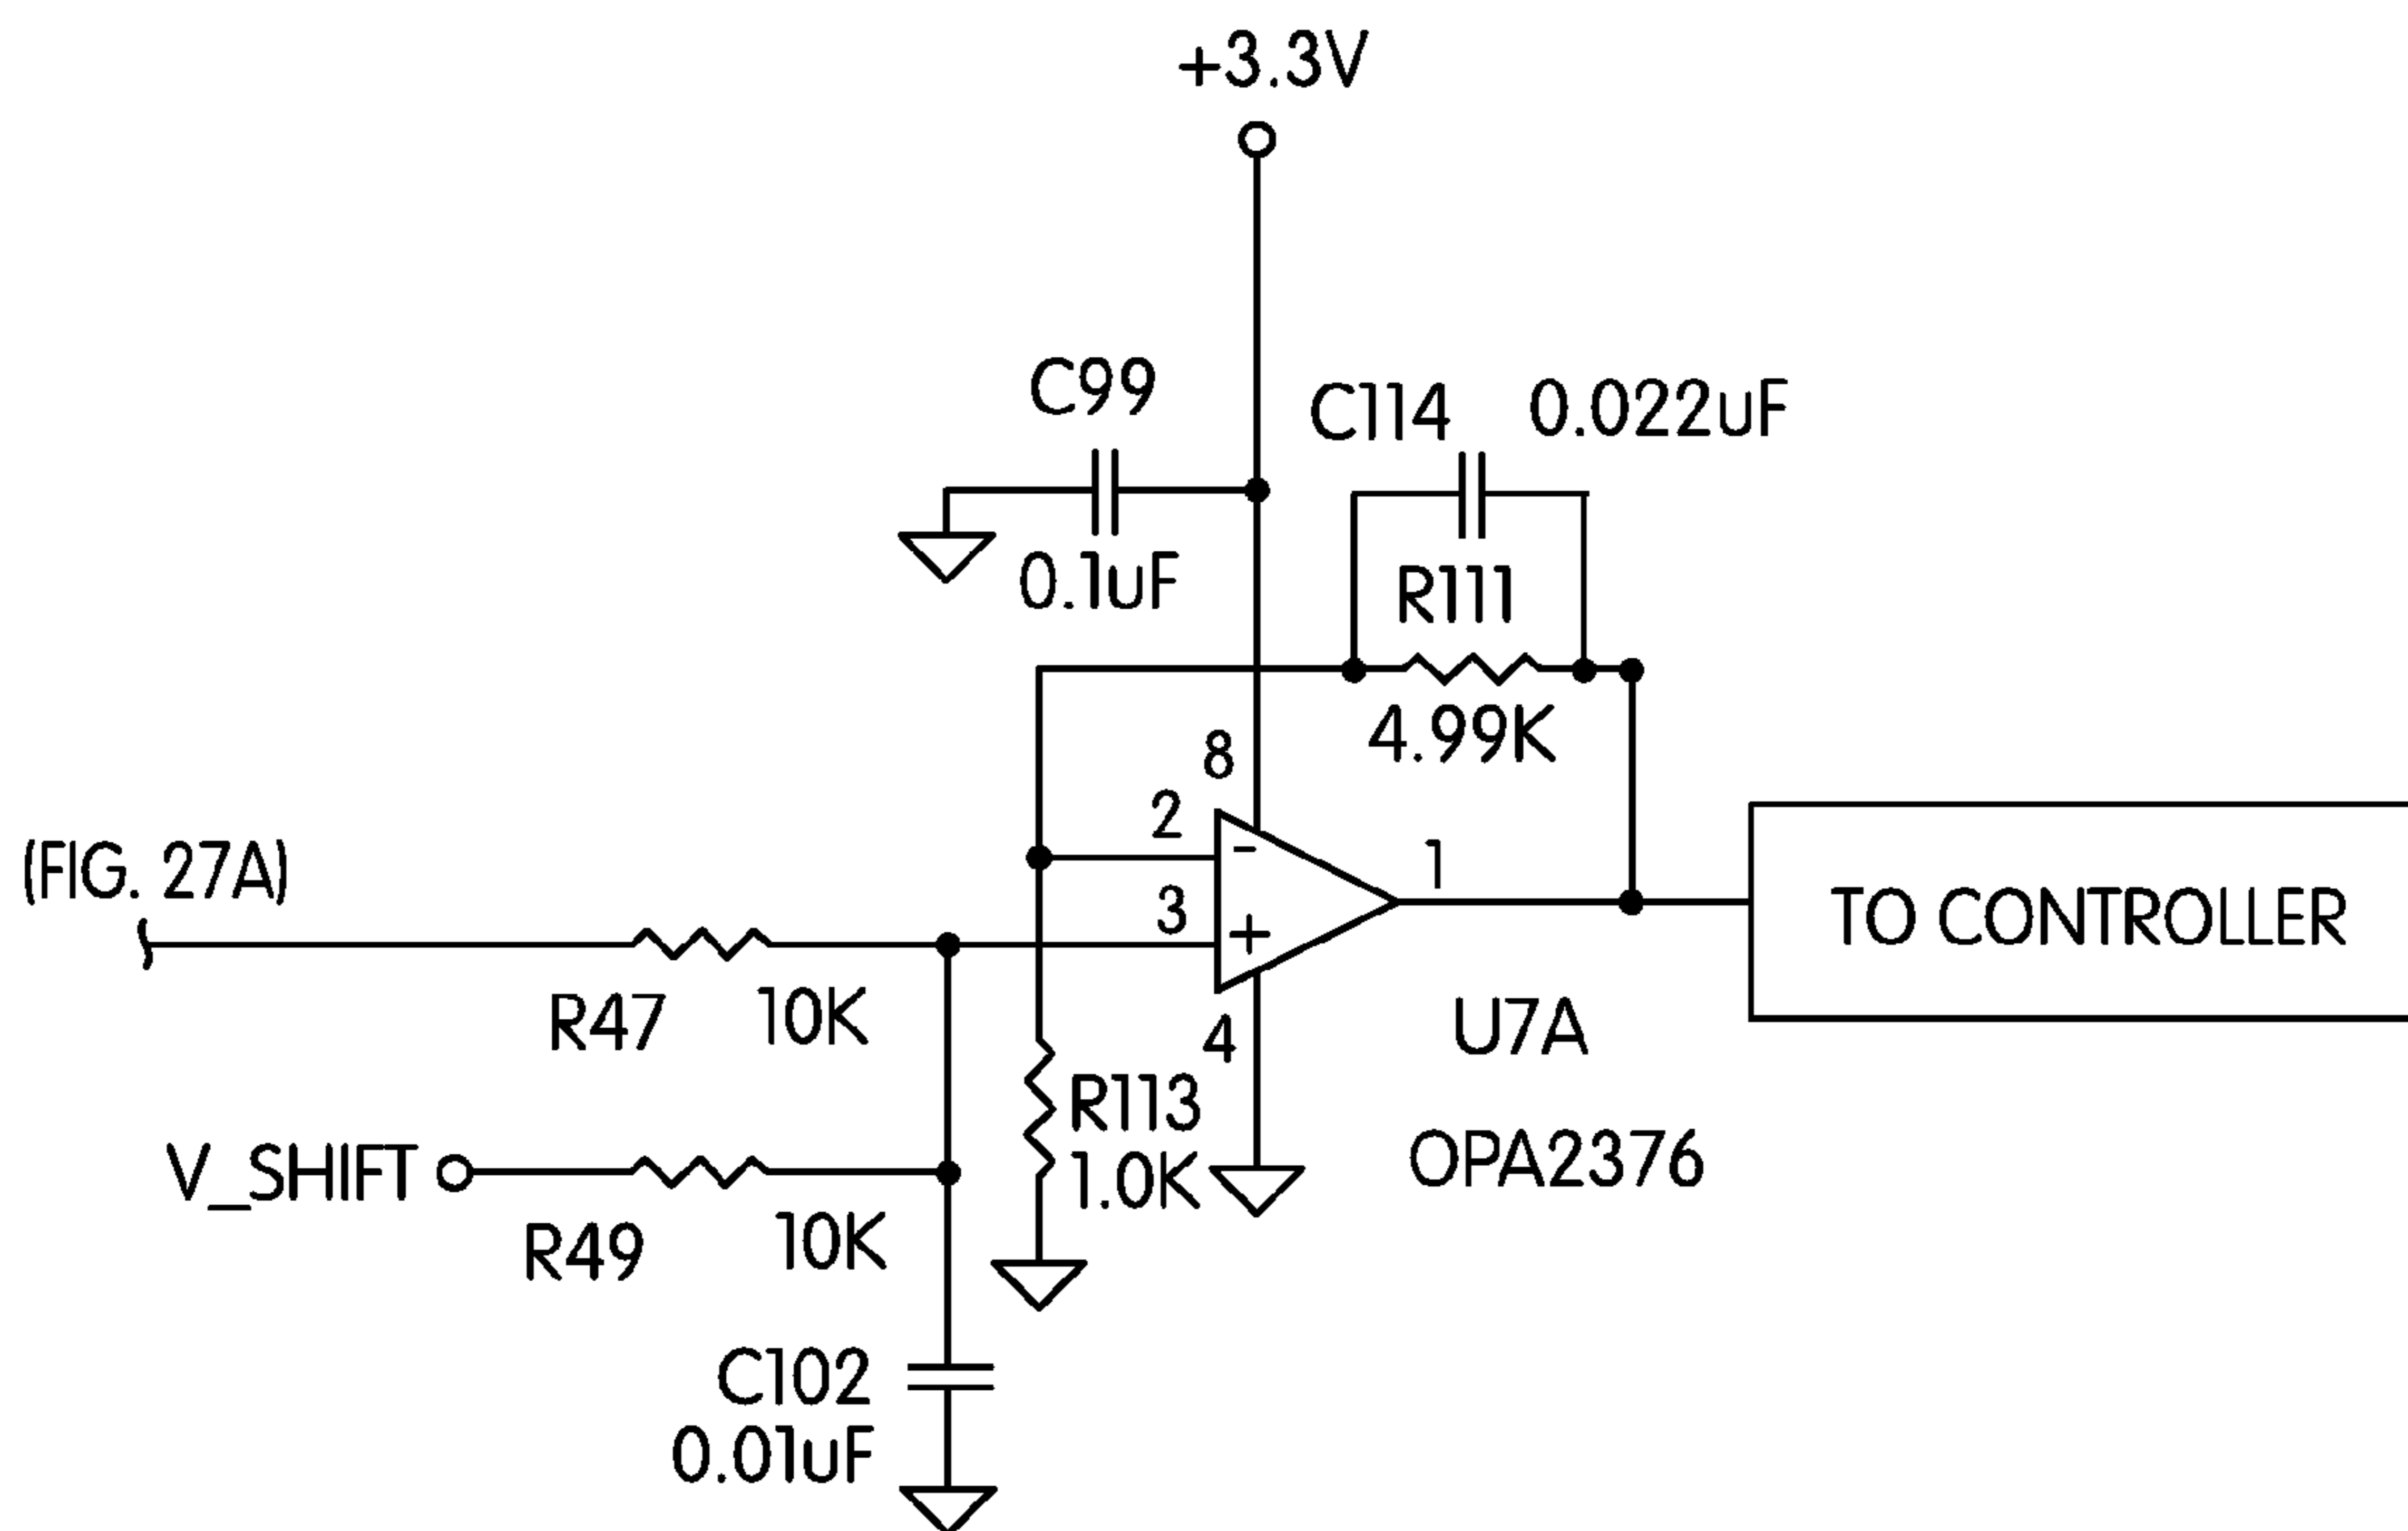 +3.3V
C99
0.1uF
C114 0.022uF
R111
4.99K
8
2
3
1
4
(FIG. 27A)
TO CONTROLLER
R47 10K
U7A
OPA2376
R113
1.0K
V_SHIFT
R49 10K
C102
0.01uF
-
+